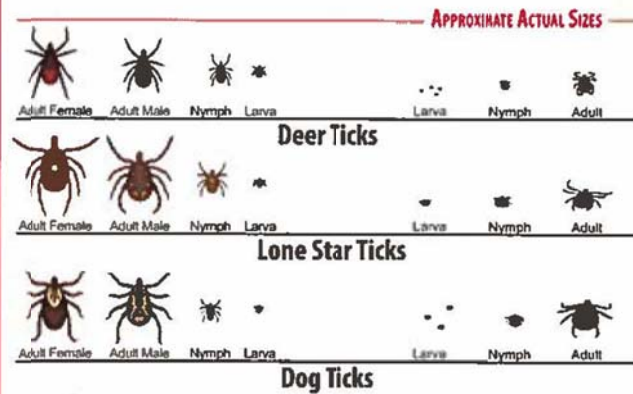 APPROXIMATE ACTUAL SIZES
Adult Female Adult Male Nymph Larva Larva Nymph Adult
Deer Ticks
Adult Female Adult Male Nymph Larva Larva Nymph Adult
Lone Star Ticks
Adult Female Adult Male Nymph Larva Larva Nymph Adult
Dog Ticks